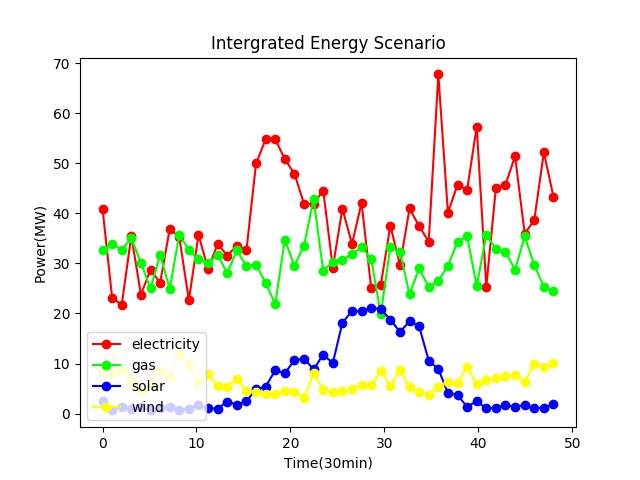 Intergrated Energy Scenario
Power(MW)
70
60
50
40
30
20
10
0
electricity
gas
solar
wind
0 10 20 30 40 50
Time(30min)